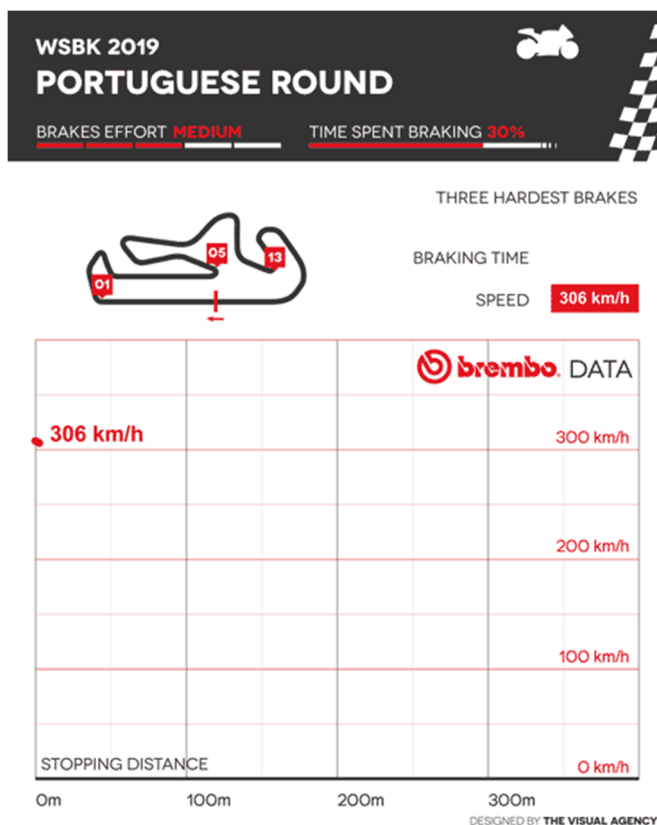 WSBK 2019
PORTUGUESE ROUND
BRAKES EFFORT MEDIUM
TIME SPENT BRAKING 30%
THREE HARDEST BRAKES
01
05
13
BRAKING TIME
SPEED 306 km/h
brembo. DATA
306 km/h
300 km/h
200 km/h
100 km/h
STOPPING DISTANCE
0 km/h
0m 100m 200m 300m
DESIGNED BY THE VISUAL AGENCY